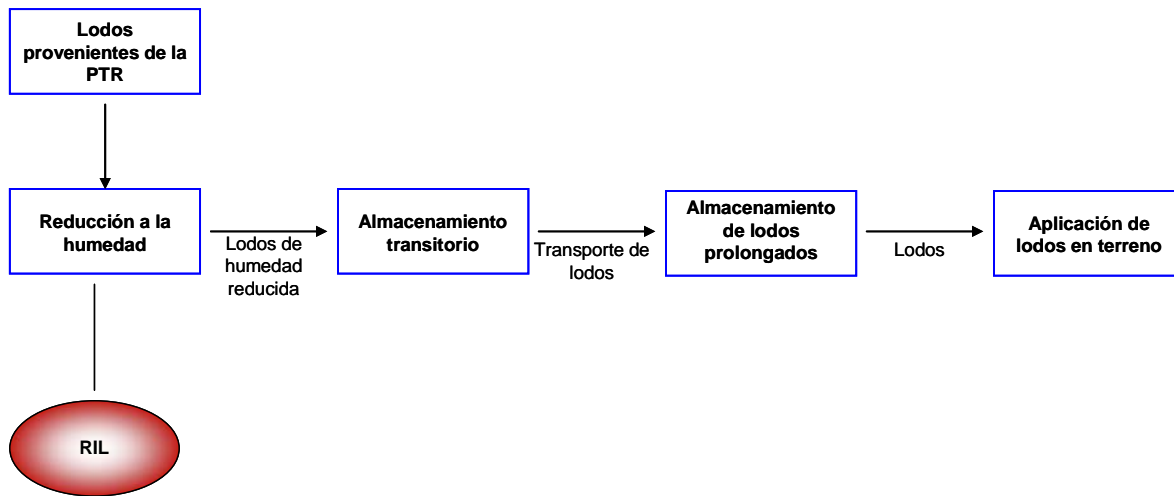 Lodos
provenientes de la
PTR
Reducción a la
humedad
Lodos de
humedad
reducida
Almacenamiento
transitorio
Transporte de
lodos
Almacenamiento
de lodos
prolongados
Lodos
Aplicación de
lodos en terreno
RIL